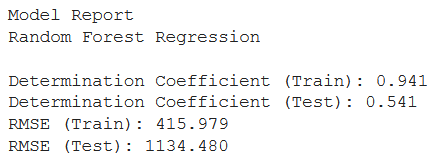 Model Report
Random Forest Regression
Determination Coefficient (Train): 0.941
Determination Coefficient (Test): 0.541
RMSE (Train): 415.979
RMSE (Test): 1134.480